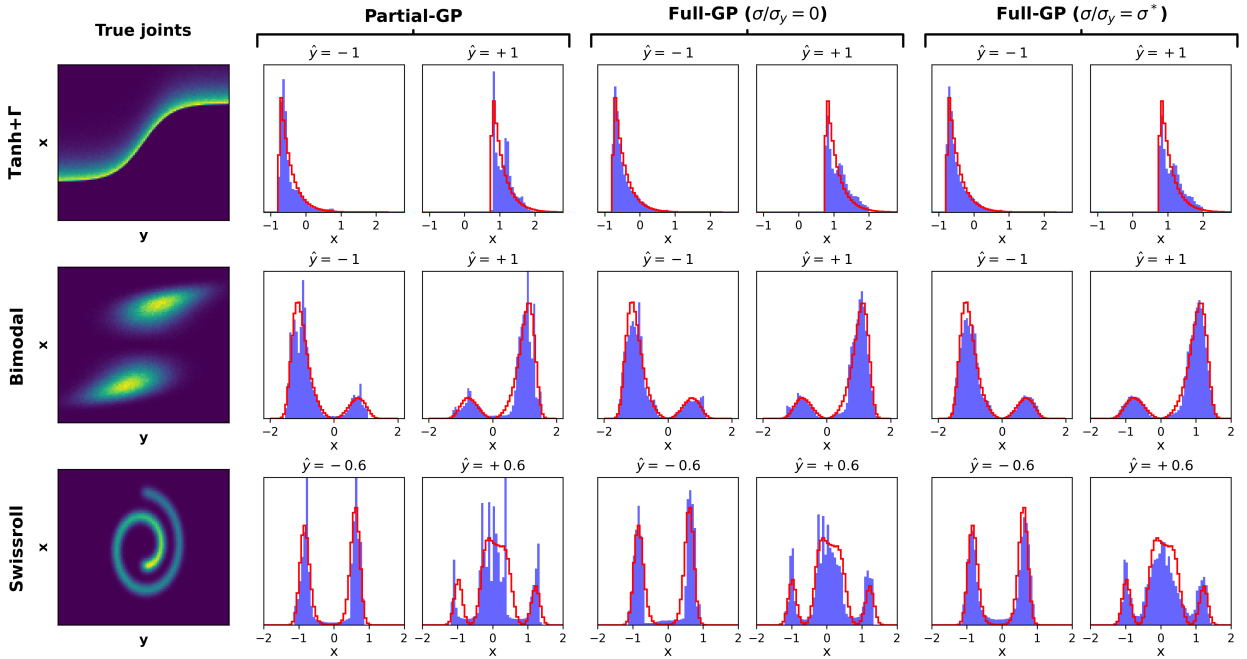 True joints
Partial-GP
Full-GP (σ/σ_y = 0)
Full-GP (σ/σ_y = σ*)
Tanh+Γ
x
y
ŷ = −1
ŷ = +1
ŷ = −1
ŷ = +1
ŷ = −1
ŷ = +1
−1 0 1 2
−1 0 1 2
−1 0 1 2
−1 0 1 2
−1 0 1 2
−1 0 1 2
x
x
x
x
x
x
Bimodal
x
y
ŷ = −1
ŷ = +1
ŷ = −1
ŷ = +1
ŷ = −1
ŷ = +1
−2 0 2
−2 0 2
−2 0 2
−2 −1 0 1 2
−2 0 2
−2 −1 0 1 2
x
x
x
x
x
x
Swissroll
x
y
ŷ = −0.6
ŷ = +0.6
ŷ = −0.6
ŷ = +0.6
ŷ = −0.6
ŷ = +0.6
−2 −1 0 1 2
−2 −1 0 1 2
−2 −1 0 1 2
−2 −1 0 1 2
−2 −1 0 1 2
−2 −1 0 1 2
x
x
x
x
x
x